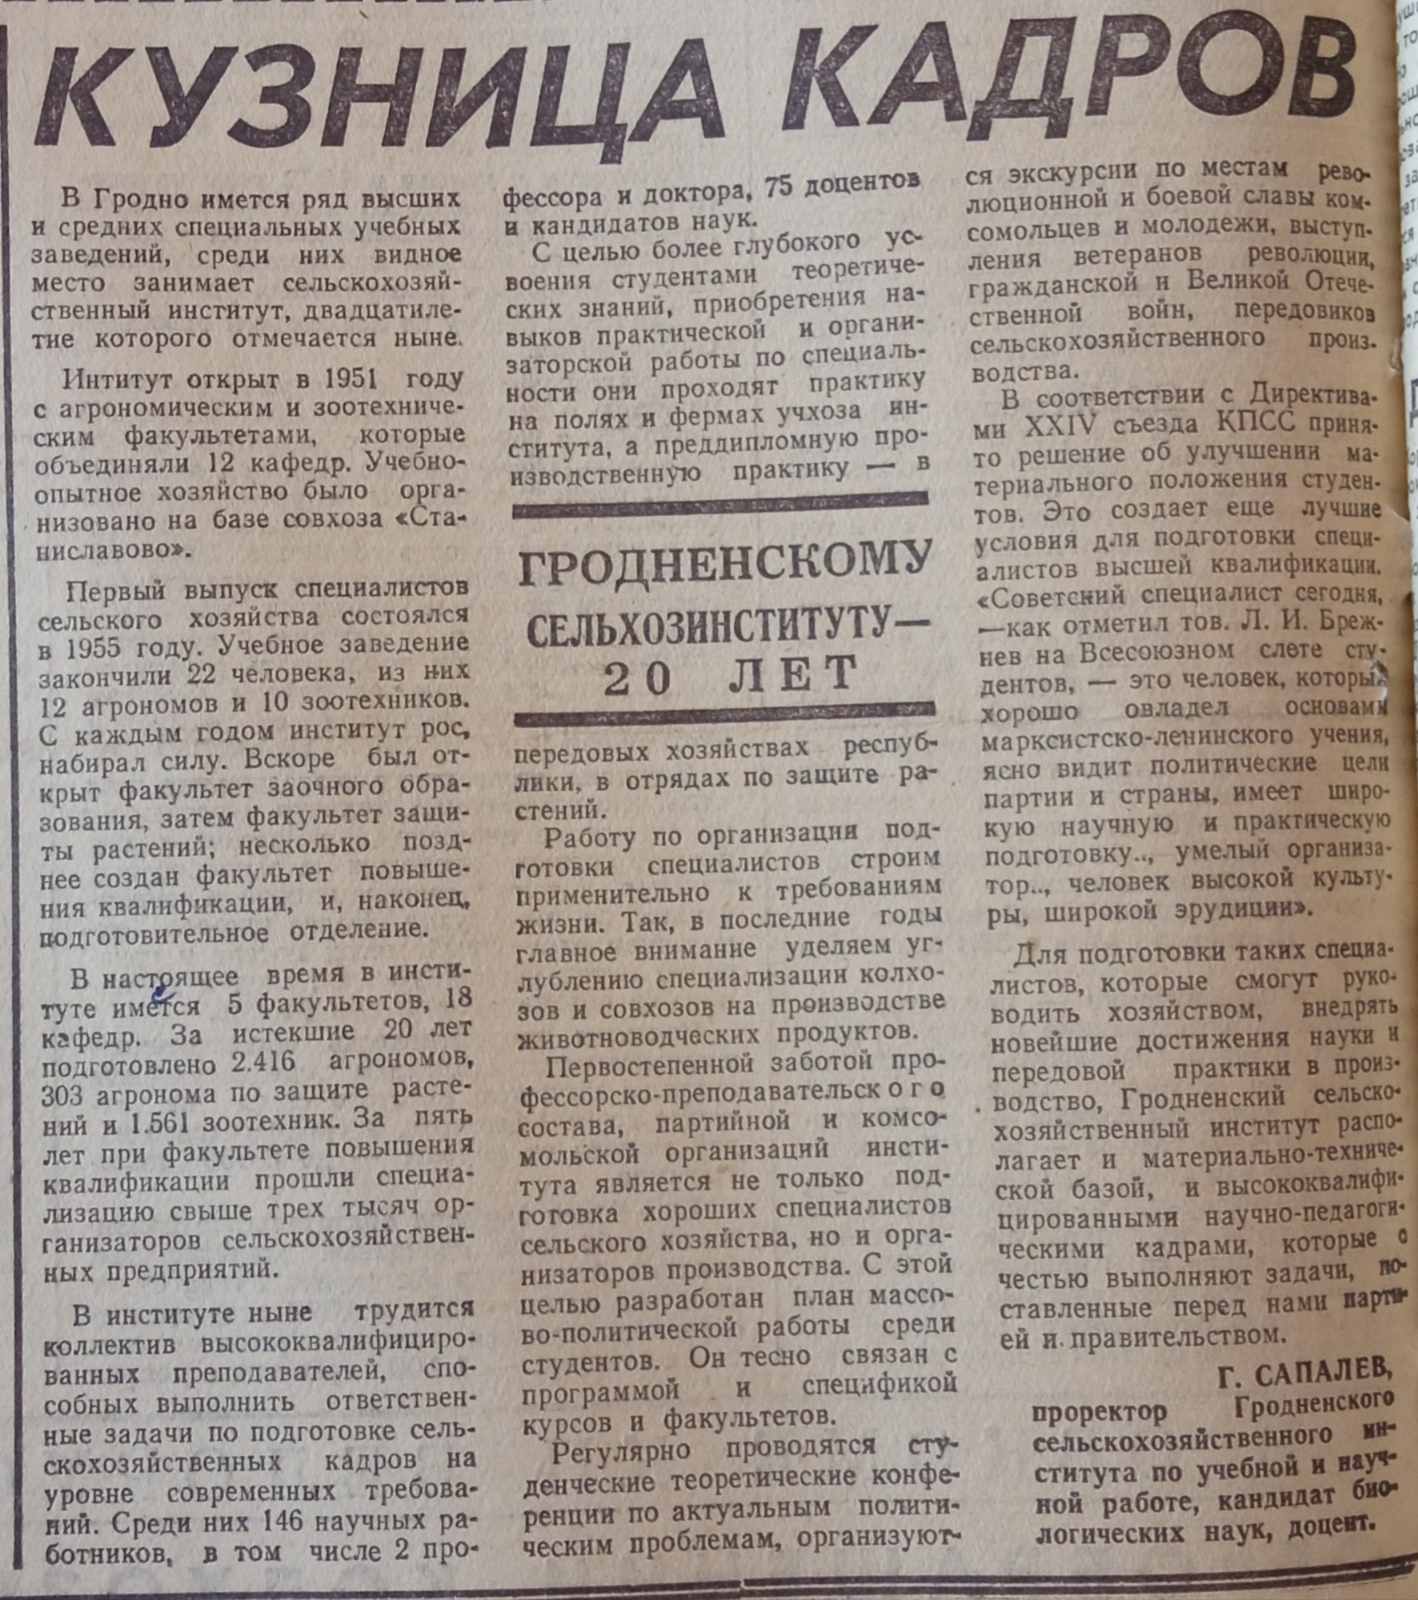 КУЗНИЦА КАДРОВ
В Гродно имется ряд высших
и средних специальных учебных
заведений, среди них видное
место занимает сельскохозяй-
ственный институт, двадцатиле-
тие которого отмечается ныне.
Интитут открыт в 1951 году
с агрономическим и зоотехниче-
ским факультетами, которые
объединяли 12 кафедр. Учебно-
опытное хозяйство было орга-
низовано на базе совхоза «Ста-
ниславово».
Первый выпуск специалистов
сельского хозяйства состоялся
в 1955 году. Учебное заведение
закончили 22 человека, из них
12 агрономов и 10 зоотехников.
С каждым годом институт рос,
набирал силу. Вскоре был от-
крыт факультет заочного обра-
зования, затем факультет защи-
ты растений; несколько позд-
нее создан факультет повыше-
ния квалификации, и, наконец,
подготовительное отделение.
В настоящее время в инсти-
туте имется 5 факультетов, 18
кафедр. За истекшие 20 лет
подготовлено 2.416 агрономов,
303 агронома по защите расте-
ний и 1.561 зоотехник. За пять
лет при факультете повышения
квалификации прошли специа-
лизацию свыше трех тысяч ор-
ганизаторов сельскохозяйствен-
ных предприятий.
В институте ныне трудится
коллектив высококвалифициро-
ванных преподавателей, спо-
собных выполнить ответствен-
ные задачи по подготовке сель-
скохозяйственных кадров на
уровне современных требова-
ний. Среди них 146 научных ра-
ботников, в том числе 2 про-
фессора и доктора, 75 доцентов
и кандидатов наук.
С целью более глубокого ус-
воения студентами теоретиче-
ских знаний, приобретения на-
выков практической и органи-
заторской работы по специаль-
ности они проходят практику
на полях и фермах учхоза ин-
ститута, а преддипломную про-
изводственную практику — в
ГРОДНЕНСКОМУ
СЕЛЬХОЗИНСТИТУТУ—
20 ЛЕТ
передовых хозяйствах респуб-
лики, в отрядах по защите ра-
стений.
Работу по организации под-
готовки специалистов строим
применительно к требованиям
жизни. Так, в последние годы
главное внимание уделяем уг-
лублению специализации колхо-
зов и совхозов на производстве
животноводческих продуктов.
Первостепенной заботой про-
фессорско-преподавательского
состава, партийной и комсо-
мольской организаций инсти-
тута является не только под-
готовка хороших специалистов
сельского хозяйства, но и орга-
низаторов производства. С этой
целью разработан план массо-
во-политической работы среди
студентов. Он тесно связан с
программой и спецификой
курсов и факультетов.
Регулярно проводятся сту-
денческие теоретические конфе-
ренции по актуальным полити-
ческим проблемам, организуют-
ся экскурсии по местам рево-
люционной и боевой славы ком-
сомольцев и молодежи, выступ-
ления ветеранов революции,
гражданской и Великой Отече-
ственной войн, передовиков
сельскохозяйственного произ-
водства.
В соответствии с Директива-
ми XXIV съезда КПСС приня-
то решение об улучшении ма-
териального положения студен-
тов. Это создает еще лучшие
условия для подготовки специ-
алистов высшей квалификации.
«Советский специалист сегодня,
—как отметил тов. Л. И. Бреж-
нев на Всесоюзном слете сту-
дентов, — это человек, который
хорошо овладел основами
марксистско-ленинского учения,
ясно видит политические цели
партии и страны, имеет широ-
кую научную и практическую
подготовку.., умелый организа-
тор.., человек высокой культу-
ры, широкой эрудиции».
Для подготовки таких специа-
листов, которые смогут руко-
водить хозяйством, внедрять
новейшие достижения науки и
передовой практики в произ-
водство, Гродненский сельско-
хозяйственный институт распо-
лагает и материально-техниче-
ской базой, и высококвалифи-
цированными научно-педагоги-
ческими кадрами, которые с
честью выполняют задачи, по-
ставленные перед нами парти-
ей и правительством.
Г. САПАЛЕВ,
проректор Гродненского
сельскохозяйственного ин-
ститута по учебной и науч-
ной работе, кандидат био-
логических наук, доцент.